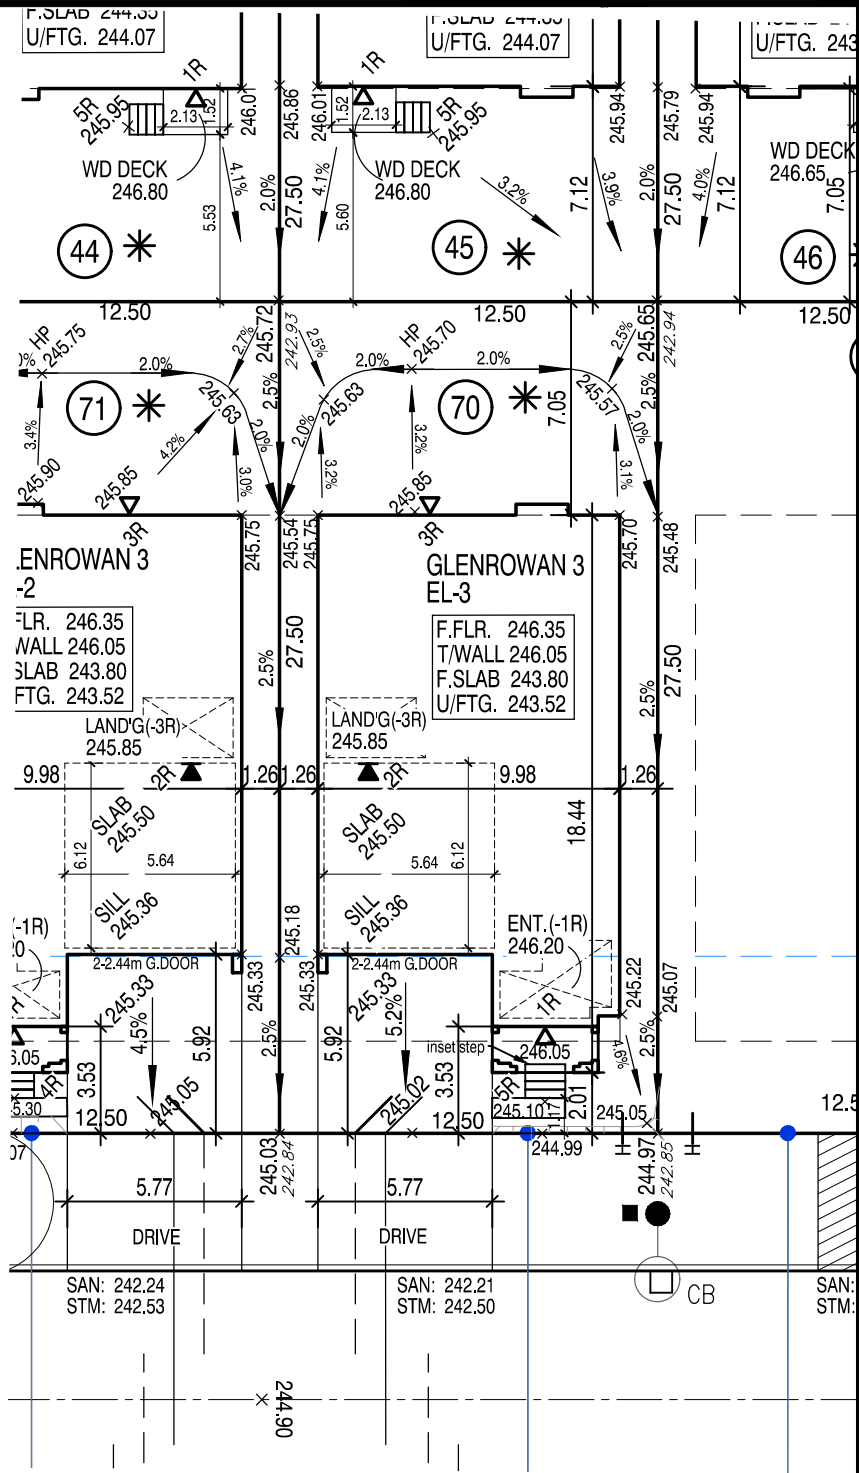 F.SLAB 244.35
U/FTG. 244.07
F.SLAB 244.35
U/FTG. 244.07
U/FTG. 243
1R
1R
5R
245.95
2.13
1.52
246.0
245.86
246.01
1.52
2.13
5R
245.95
245.94
245.79
245.94
WD DECK
246.80
WD DECK
246.80
WD DECK
246.65
4.1%
2.0%
27.50
4.1%
3.2%
7.12
3.9%
2.0%
27.50
4.0%
7.12
7.05
5.53
5.60
44
45
46
12.50
12.50
12.50
HP
245.75
2.7%
245.72
242.93
2.5%
HP
245.70
2.5%
245.65
242.94
0%
2.0%
2.0%
2.0%
2.5%
2.5%
71
245.63
245.63
70
7.05
245.57
3.4%
4.2%
2.0%
2.0%
3.2%
2.0%
245.90
245.85
3.0%
3.2%
245.85
3.1%
3R
3R
245.75
245.54
245.75
245.70
245.48
LENROWAN 3
-2
GLENROWAN 3
EL-3
FLR. 246.35
WALL 246.05
SLAB 243.80
FTG. 243.52
F.FLR. 246.35
T/WALL 246.05
F.SLAB 243.80
U/FTG. 243.52
27.50
2.5%
27.50
2.5%
LAND'G(-3R)
245.85
LAND'G(-3R)
245.85
9.98
2R
1.26
1.26
2R
9.98
1.26
SLAB
245.50
SLAB
245.50
18.44
6.12
5.64
5.64
6.12
SILL
245.36
SILL
245.36
245.18
(-1R)
0
ENT.(-1R)
246.20
2-2.44m G.DOOR
2-2.44m G.DOOR
245.33
245.33
245.33
245.33
245.22
245.07
R
1R
4.5%
5.92
2.5%
5.92
5.2%
4.6%
2.5%
6.05
inset step
246.05
3.53
3.53
4R
5R
245.05
245.02
1.17
2.01
5.30
12.50
12.50
245.10
245.05
12.5
07
245.03
242.84
244.99
244.97
242.85
5.77
5.77
DRIVE
DRIVE
SAN: 242.24
STM: 242.53
SAN: 242.21
STM: 242.50
CB
SAN:
STM:
244.90